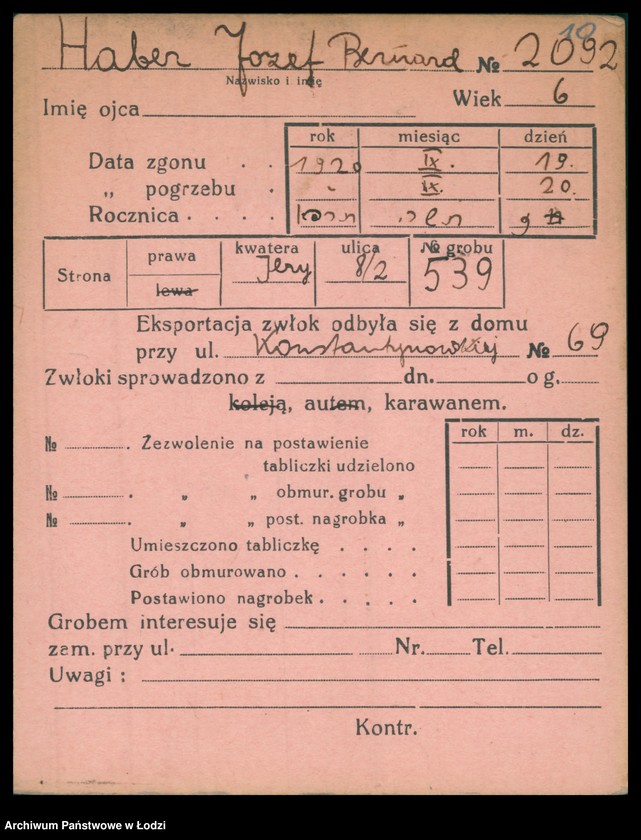 19
Haber Jozef Bernard № 2092
Nazwisko i imię
Wiek 6
Imię ojca
rok miesiąc dzień
Data zgonu . . 1920 IX. 19.
„ pogrzebu . „ IX. 20.
Rocznica . . . .
Strona prawa lewa kwatera ulica 8/2 № grobu 539
Eksportacja zwłok odbyła się z domu
przy ul. Konstantynowskiej № 69
Zwłoki sprowadzono z dn. o g.
koleją, autem, karawanem.
rok m. dz.
№ . Zezwolenie na postawienie
tabliczki udzielono
№ . „ „ obmur. grobu „
№ . „ „ post. nagrobka „
Umieszczono tabliczkę . . . .
Grób obmurowano . . . . .
Postawiono nagrobek . . . . .
Grobem interesuje się
zam. przy ul. Nr. Tel.
Uwagi :
Kontr.
Archiwum Państwowe w Łodzi